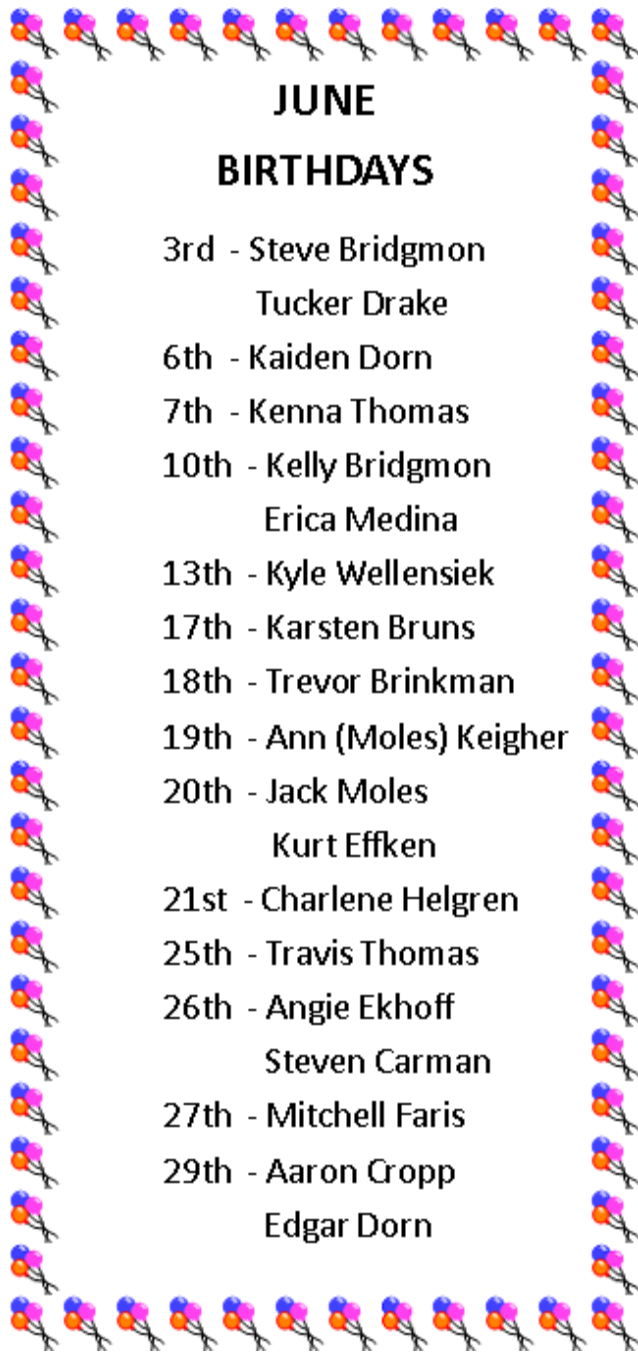 JUNE
BIRTHDAYS
3rd - Steve Bridgmon
Tucker Drake
6th - Kaiden Dorn
7th - Kenna Thomas
10th - Kelly Bridgmon
Erica Medina
13th - Kyle Wellensiek
17th - Karsten Bruns
18th - Trevor Brinkman
19th - Ann (Moles) Keigher
20th - Jack Moles
Kurt Effken
21st - Charlene Helgren
25th - Travis Thomas
26th - Angie Ekhoff
Steven Carman
27th - Mitchell Faris
29th - Aaron Cropp
Edgar Dorn